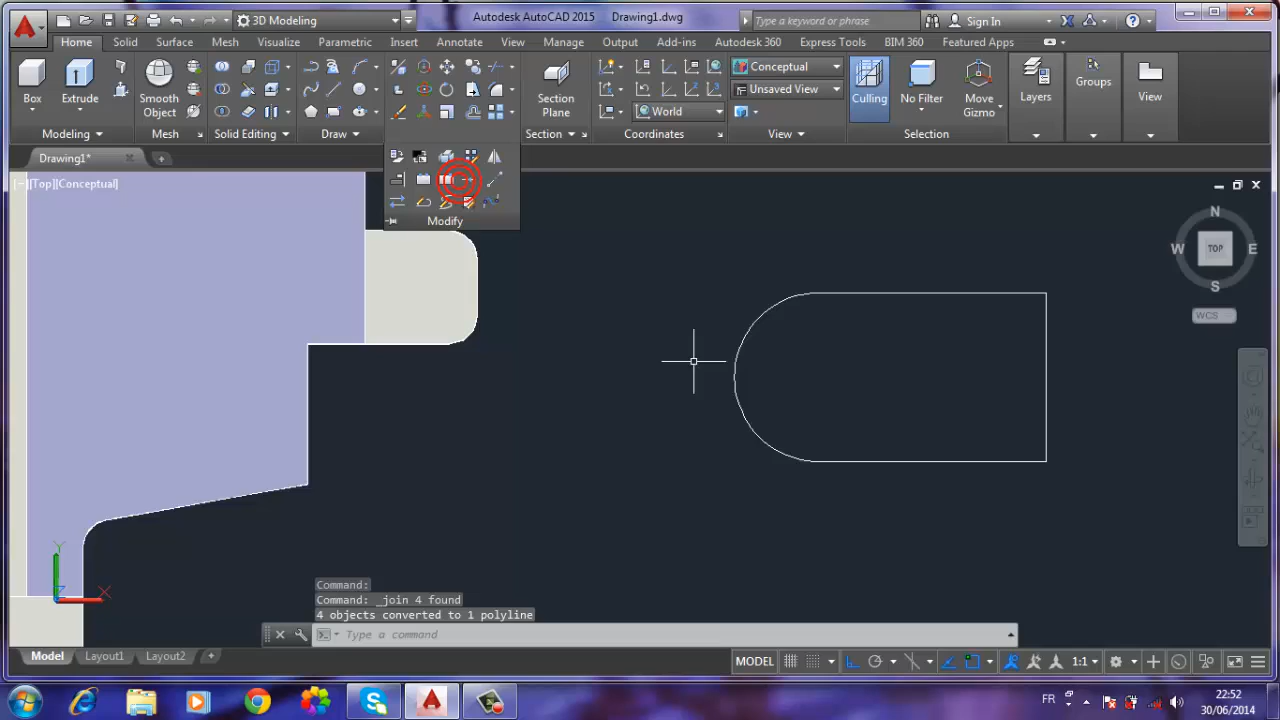 3D Modeling
Autodesk AutoCAD 2015 Drawing1.dwg
Type a keyword or phrase
Sign In
Home Solid Surface Mesh Visualize Parametric Insert Annotate View Manage Output Add-ins Autodesk 360 Express Tools BIM 360 Featured Apps
Box
Extrude
Smooth
Object
Section
Plane
World
Conceptual
Unsaved View
Culling
No Filter
Move
Gizmo
Layers
Groups
View
Modeling Mesh Solid Editing Draw Section Coordinates View Selection
Drawing1*
[−][Top][Conceptual]
Modify
N
W TOP E
S
WCS
Y
X
Z
Command:
Command: _join 4 found
4 objects converted to 1 polyline
Type a command
Model Layout1 Layout2 +
MODEL
1:1
FR
22:52
30/06/2014